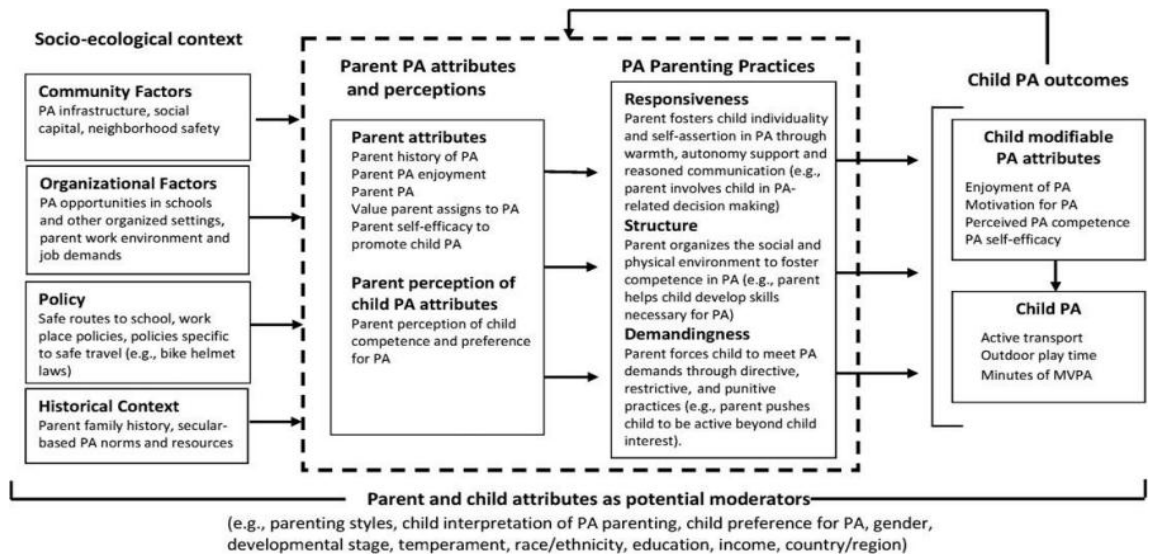 Socio-ecological context
Community Factors
PA infrastructure, social
capital, neighborhood safety
Organizational Factors
PA opportunities in schools
and other organized settings,
parent work environment and
job demands
Policy
Safe routes to school, work
place policies, policies specific
to safe travel (e.g., bike helmet
laws)
Historical Context
Parent family history, secular-
based PA norms and resources
Parent PA attributes
and perceptions
Parent attributes
Parent history of PA
Parent PA enjoyment
Parent PA
Value parent assigns to PA
Parent self-efficacy to
promote child PA
Parent perception of
child PA attributes
Parent perception of child
competence and preference
for PA
PA Parenting Practices
Responsiveness
Parent fosters child individuality
and self-assertion in PA through
warmth, autonomy support and
reasoned communication (e.g.,
parent involves child in PA-
related decision making)
Structure
Parent organizes the social and
physical environment to foster
competence in PA (e.g., parent
helps child develop skills
necessary for PA)
Demandingness
Parent forces child to meet PA
demands through directive,
restrictive, and punitive
practices (e.g., parent pushes
child to be active beyond child
interest).
Child PA outcomes
Child modifiable
PA attributes
Enjoyment of PA
Motivation for PA
Perceived PA competence
PA self-efficacy
Child PA
Active transport
Outdoor play time
Minutes of MVPA
Parent and child attributes as potential moderators
(e.g., parenting styles, child interpretation of PA parenting, child preference for PA, gender,
developmental stage, temperament, race/ethnicity, education, income, country/region)